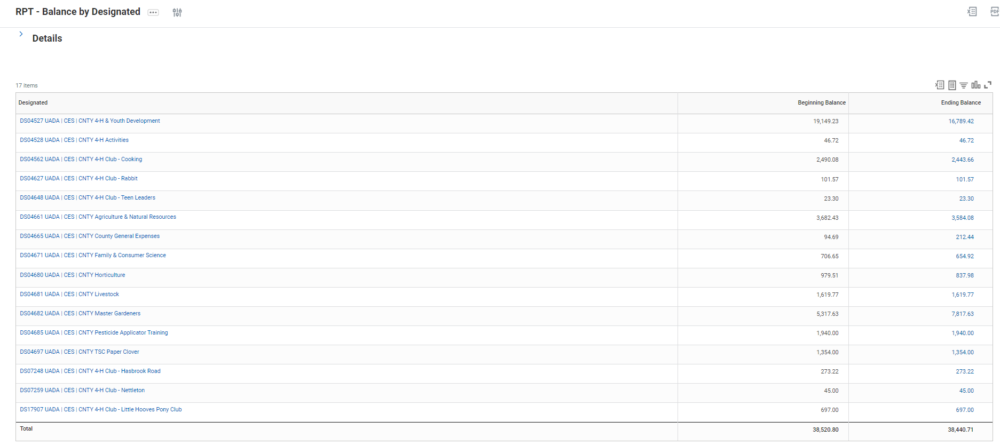 RPT - Balance by Designated
PDF
Details
17 items
Designated Beginning Balance Ending Balance
DS04527 UADA | CES | CNTY 4-H & Youth Development 19,149.23 16,789.42
DS04528 UADA | CES | CNTY 4-H Activities 46.72 46.72
DS04562 UADA | CES | CNTY 4-H Club - Cooking 2,490.08 2,443.66
DS04627 UADA | CES | CNTY 4-H Club - Rabbit 101.57 101.57
DS04648 UADA | CES | CNTY 4-H Club - Teen Leaders 23.30 23.30
DS04661 UADA | CES | CNTY Agriculture & Natural Resources 3,682.43 3,584.08
DS04665 UADA | CES | CNTY County General Expenses 94.69 212.44
DS04671 UADA | CES | CNTY Family & Consumer Science 706.65 654.92
DS04680 UADA | CES | CNTY Horticulture 979.51 837.98
DS04681 UADA | CES | CNTY Livestock 1,619.77 1,619.77
DS04682 UADA | CES | CNTY Master Gardeners 5,317.63 7,817.63
DS04685 UADA | CES | CNTY Pesticide Applicator Training 1,940.00 1,940.00
DS04697 UADA | CES | CNTY TSC Paper Clover 1,354.00 1,354.00
DS07248 UADA | CES | CNTY 4-H Club - Hasbrook Road 273.22 273.22
DS07259 UADA | CES | CNTY 4-H Club - Nettleton 45.00 45.00
DS17907 UADA | CES | CNTY 4-H Club - Little Hooves Pony Club 697.00 697.00
Total 38,520.80 38,440.71